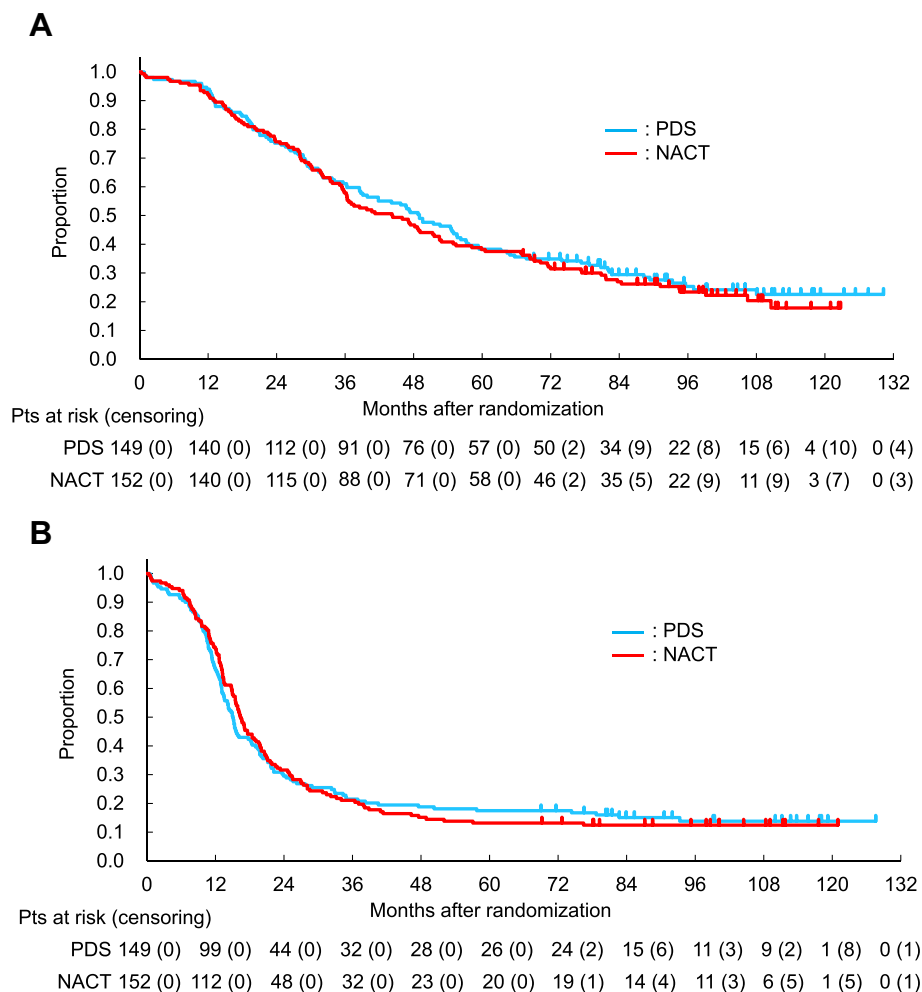 A
1.0
0.9
0.8
0.7
0.6
0.5
0.4
0.3
0.2
0.1
0.0
Proportion
: PDS
: NACT
0 12 24 36 48 60 72 84 96 108 120 132
Months after randomization
Pts at risk (censoring)
PDS 149 (0) 140 (0) 112 (0) 91 (0) 76 (0) 57 (0) 50 (2) 34 (9) 22 (8) 15 (6) 4 (10) 0 (4)
NACT 152 (0) 140 (0) 115 (0) 88 (0) 71 (0) 58 (0) 46 (2) 35 (5) 22 (9) 11 (9) 3 (7) 0 (3)
B
1.0
0.9
0.8
0.7
0.6
0.5
0.4
0.3
0.2
0.1
0.0
Proportion
: PDS
: NACT
0 12 24 36 48 60 72 84 96 108 120 132
Months after randomization
Pts at risk (censoring)
PDS 149 (0) 99 (0) 44 (0) 32 (0) 28 (0) 26 (0) 24 (2) 15 (6) 11 (3) 9 (2) 1 (8) 0 (1)
NACT 152 (0) 112 (0) 48 (0) 32 (0) 23 (0) 20 (0) 19 (1) 14 (4) 11 (3) 6 (5) 1 (5) 0 (1)